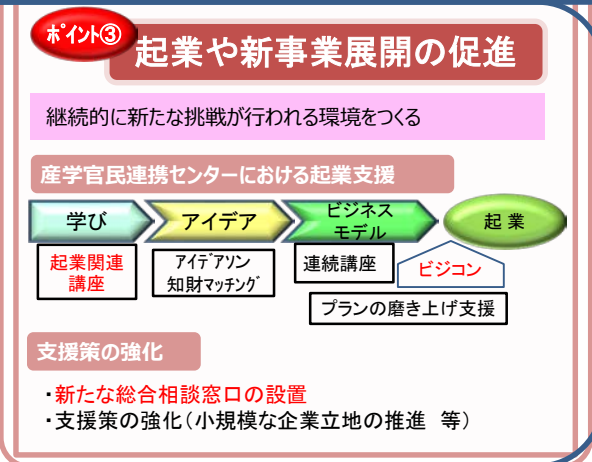 ﾎﾟｲﾝﾄ③
起業や新事業展開の促進
継続的に新たな挑戦が行われる環境をつくる
産学官民連携センターにおける起業支援
学び
アイデア
ビジネス
モデル
起業
起業関連
講座
ｱｲﾃﾞｱｿﾝ
知財ﾏｯﾁﾝｸﾞ
連続講座
ビジコン
プランの磨き上げ支援
支援策の強化
・新たな総合相談窓口の設置
・支援策の強化（小規模な企業立地の推進　等）